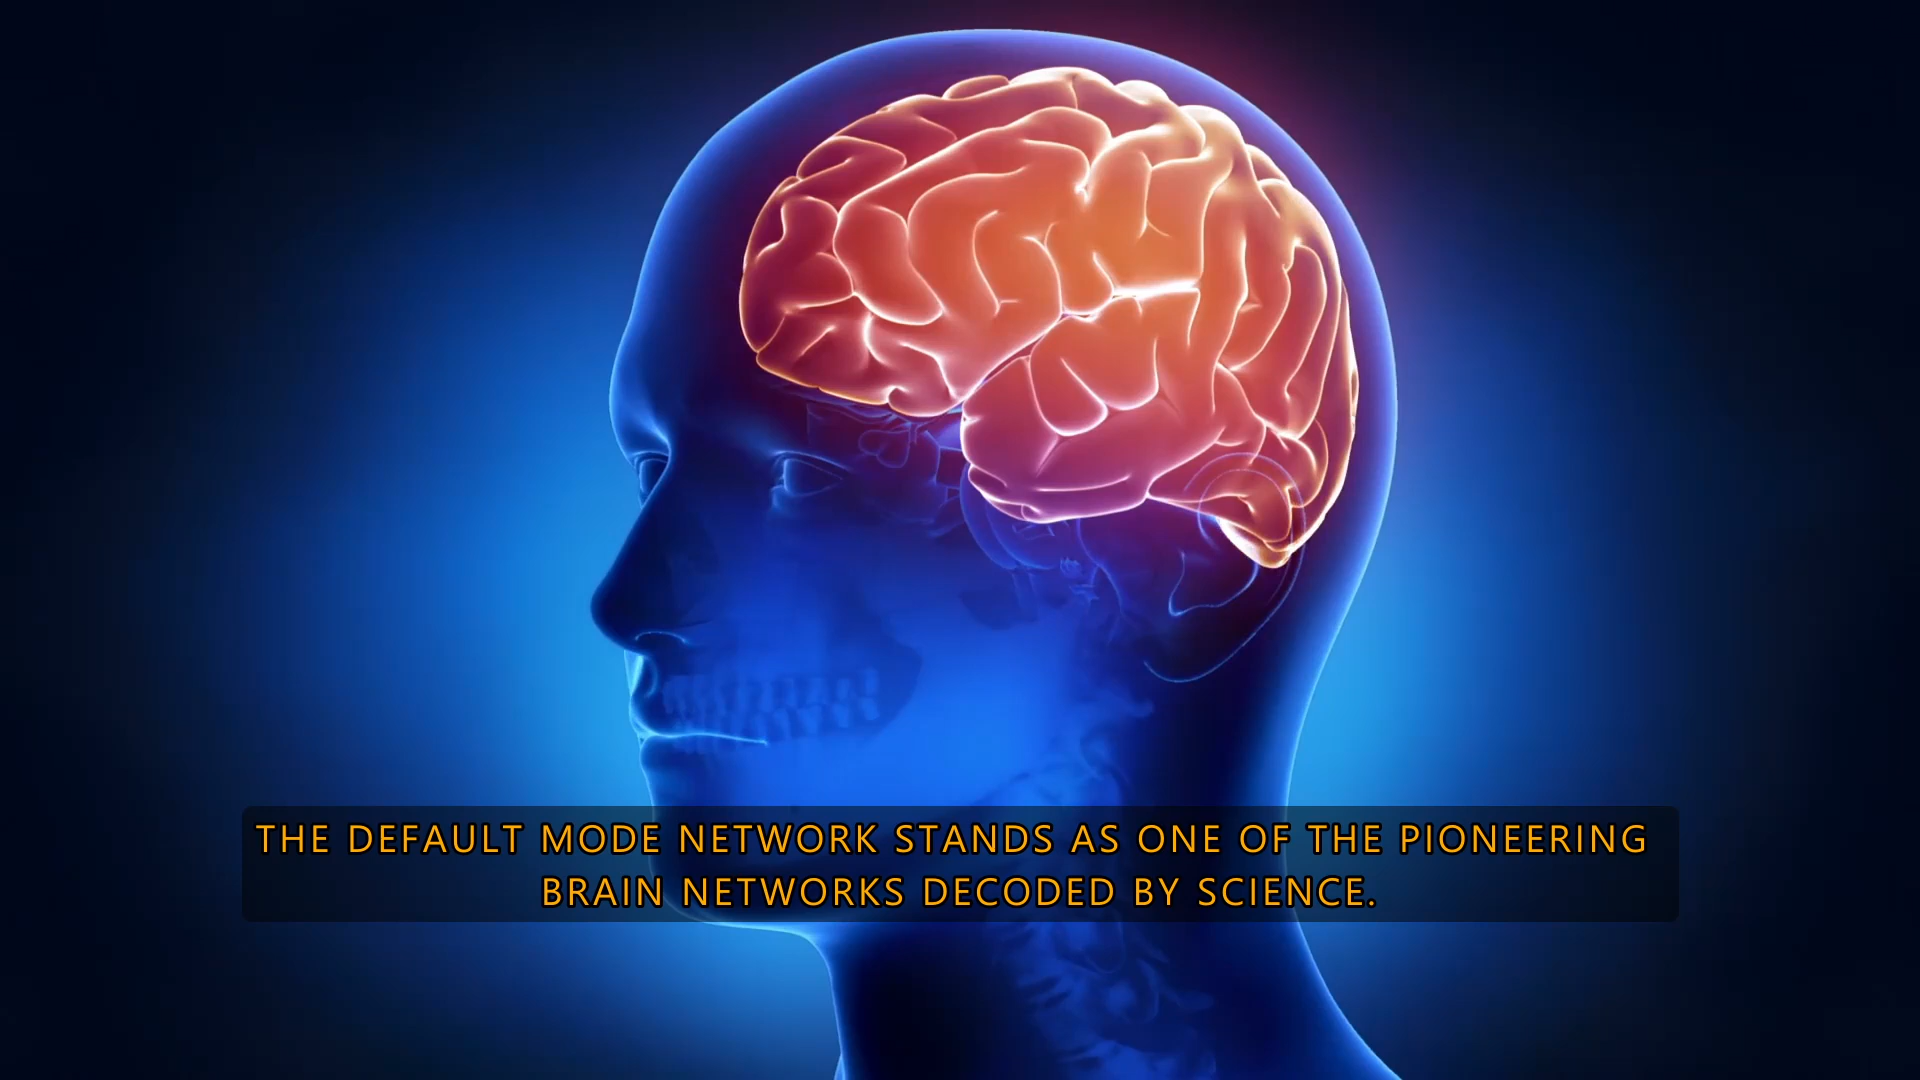 THE DEFAULT MODE NETWORK STANDS AS ONE OF THE PIONEERING
BRAIN NETWORKS DECODED BY SCIENCE.